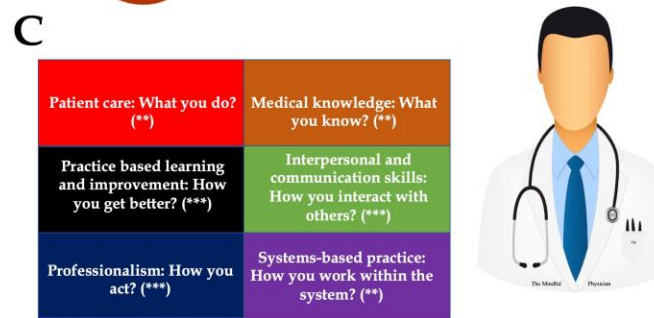 C
Patient care: What you do?
(**)
Medical knowledge: What
you know? (**)
Practice based learning
and improvement: How
you get better? (***)
Interpersonal and
communication skills:
How you interact with
others? (***)
Professionalism: How you
act? (***)
Systems-based practice:
How you work within the
system? (**)
The Mindful Physician